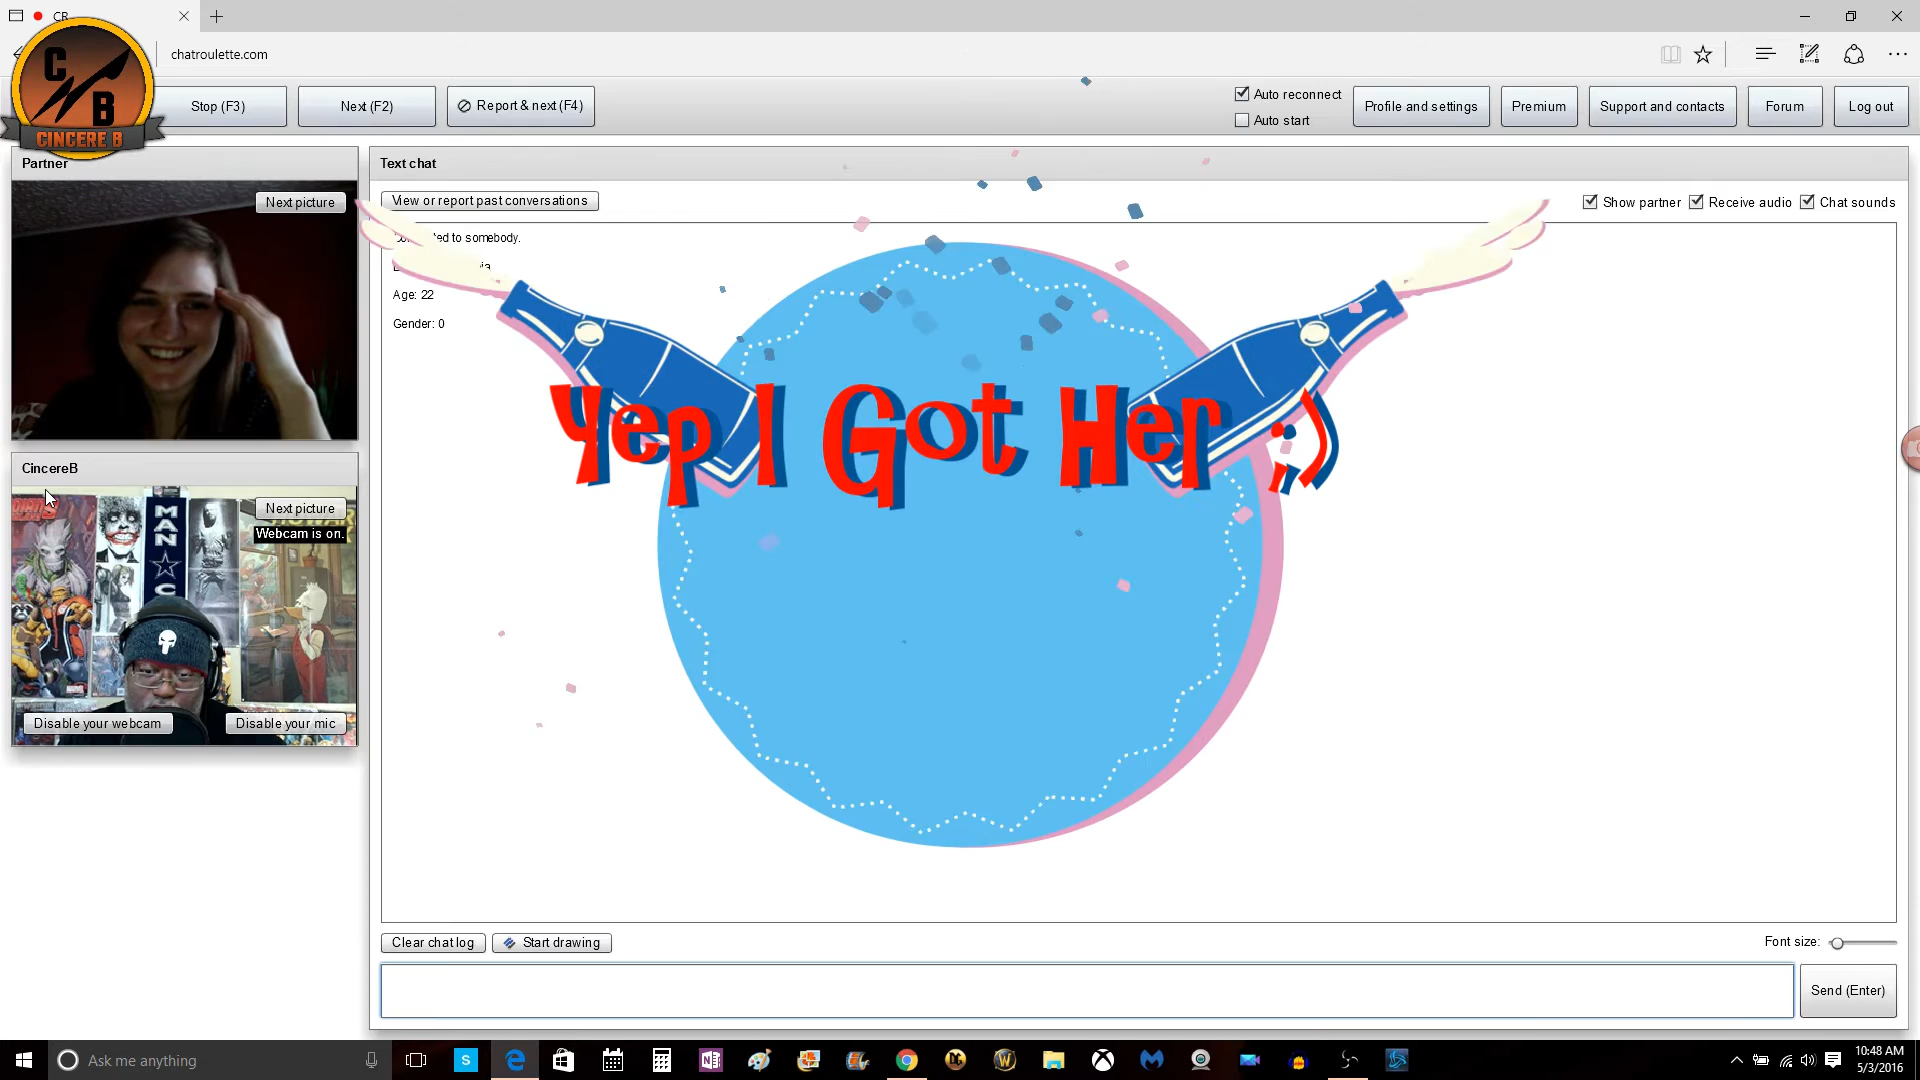 CR
chatroulette.com
C
B
CINCERE B
Stop (F3)
Next (F2)
Report & next (F4)
Auto reconnect
Auto start
Profile and settings
Premium
Support and contacts
Forum
Log out
Partner
Next picture
Text chat
View or report past conversations
Show partner
Receive audio
Chat sounds
to somebody.
Age: 22
Gender: 0
Yep I Got Her ;)
CincereB
Next picture
Webcam is on.
MAN
C
Disable your webcam
Disable your mic
Clear chat log
Start drawing
Font size:
Send (Enter)
Ask me anything
10:48 AM
5/3/2016